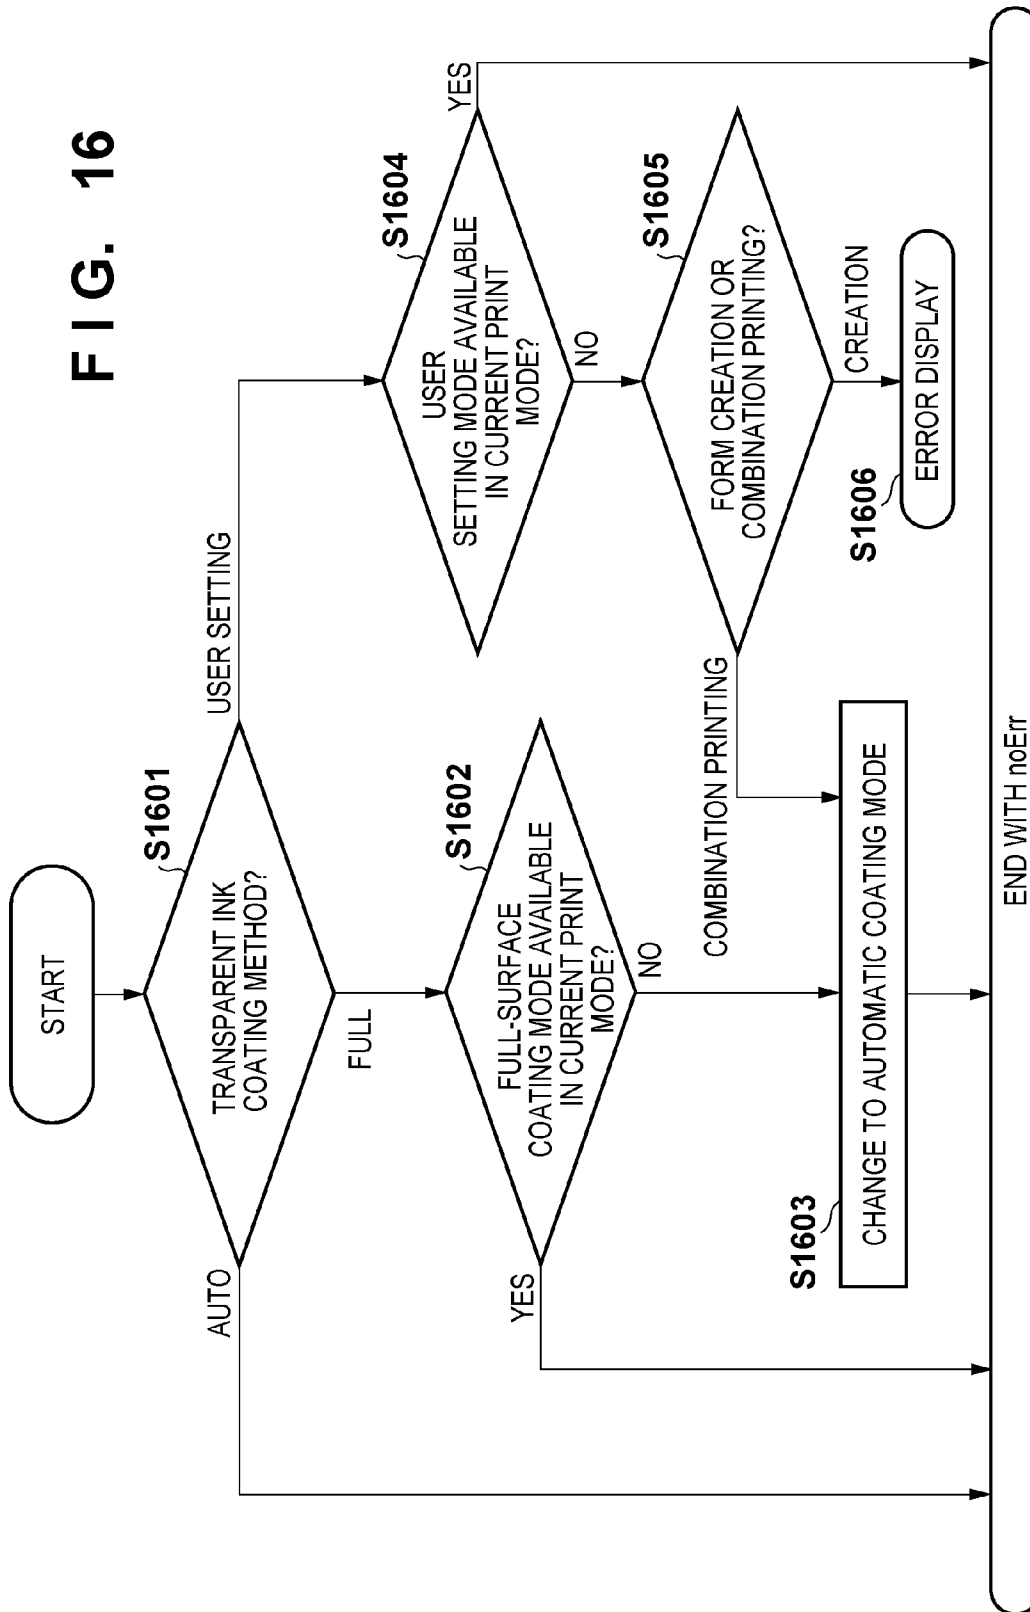 FIG. 16
START
S1601
TRANSPARENT INK
COATING METHOD?
AUTO
FULL
USER SETTING
S1602
FULL-SURFACE
COATING MODE AVAILABLE
IN CURRENT PRINT
MODE?
YES
NO
S1604
USER
SETTING MODE AVAILABLE
IN CURRENT PRINT
MODE?
YES
NO
S1605
FORM CREATION OR
COMBINATION PRINTING?
COMBINATION PRINTING
CREATION
S1603
CHANGE TO AUTOMATIC COATING MODE
S1606
ERROR DISPLAY
END WITH noErr